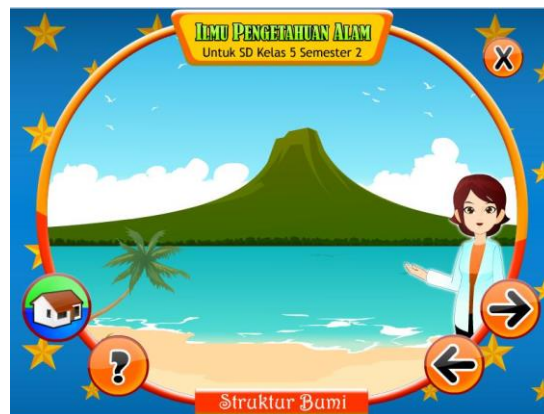 ILMU PENGETAHUAN ALAM
Untuk SD Kelas 5 Semester 2
X
?
Struktur Bumi